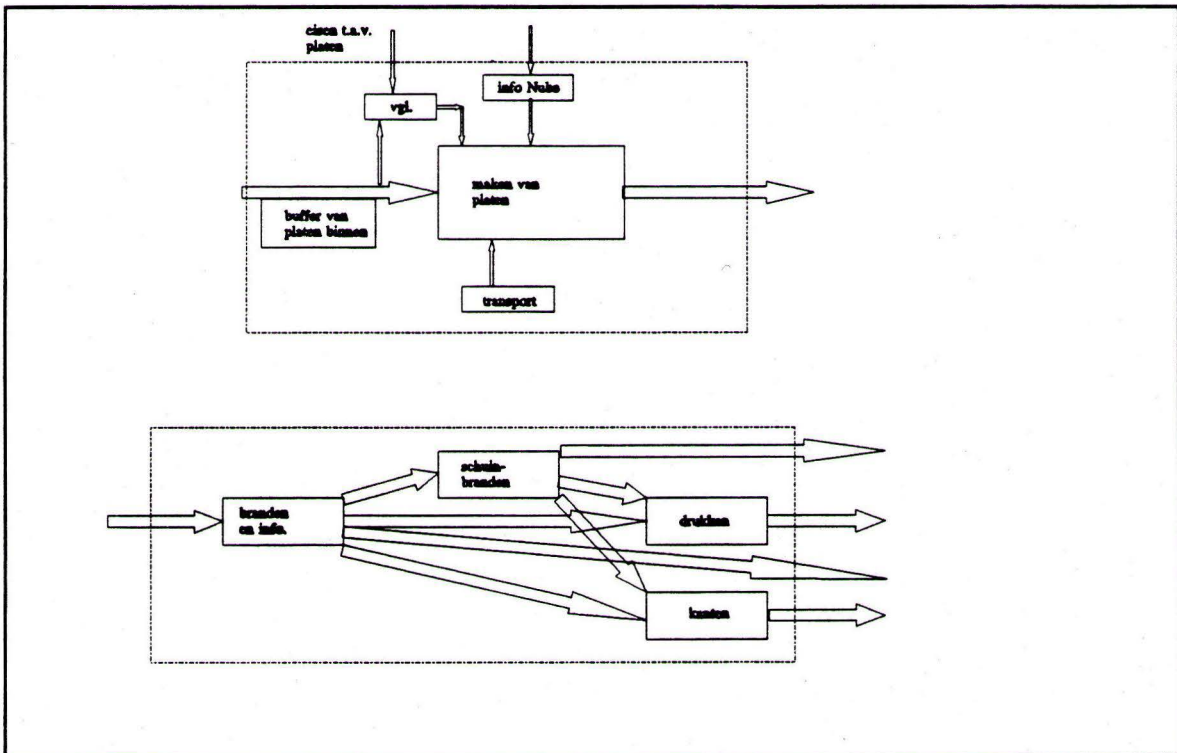 eisen t.a.v.
platen
info Nubo
vgl.
maken van
platen
buffer van
platen binnen
transport
schuin-
branden
branden
en info.
drukken
kanten